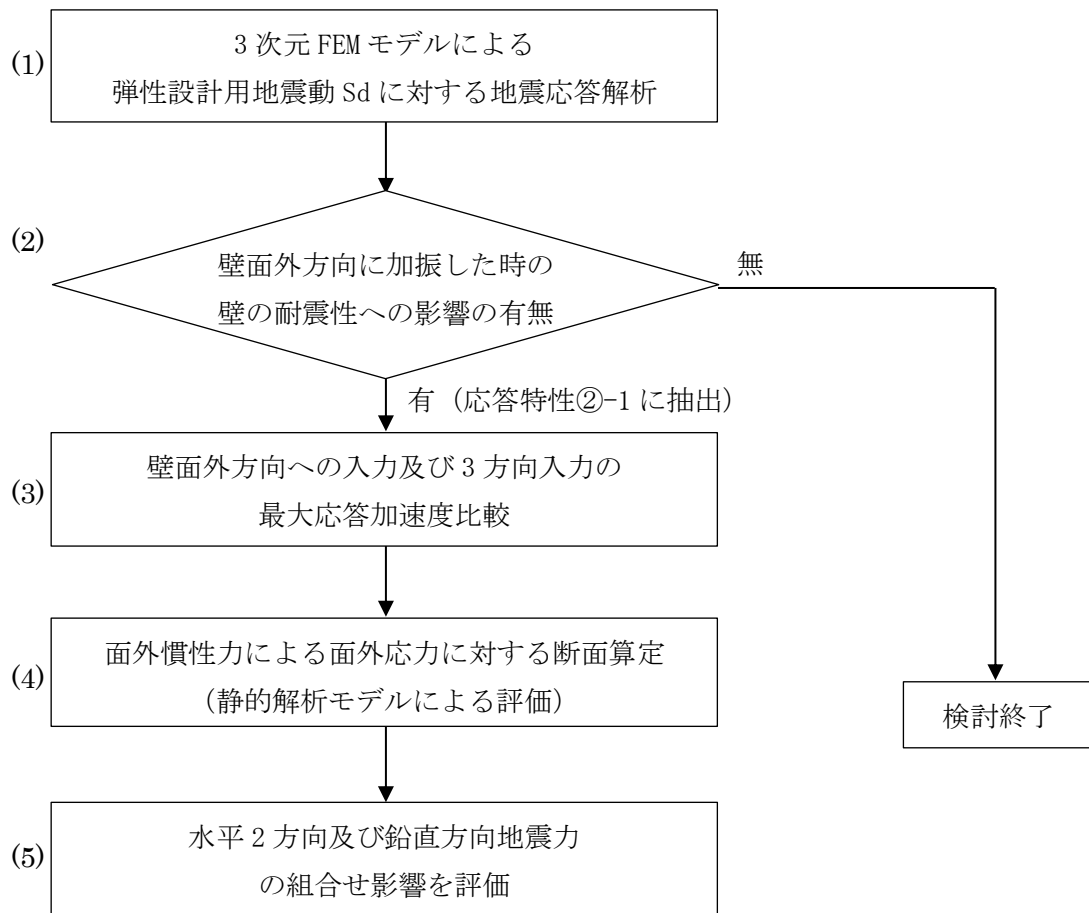 (1)
3 次元 FEM モデルによる
弾性設計用地震動 Sd に対する地震応答解析
(2)
壁面外方向に加振した時の
壁の耐震性への影響の有無
無
有（応答特性②-1 に抽出）
(3)
壁面外方向への入力及び 3 方向入力の
最大応答加速度比較
(4)
面外慣性力による面外応力に対する断面算定
（静的解析モデルによる評価）
検討終了
(5)
水平 2 方向及び鉛直方向地震力
の組合せ影響を評価